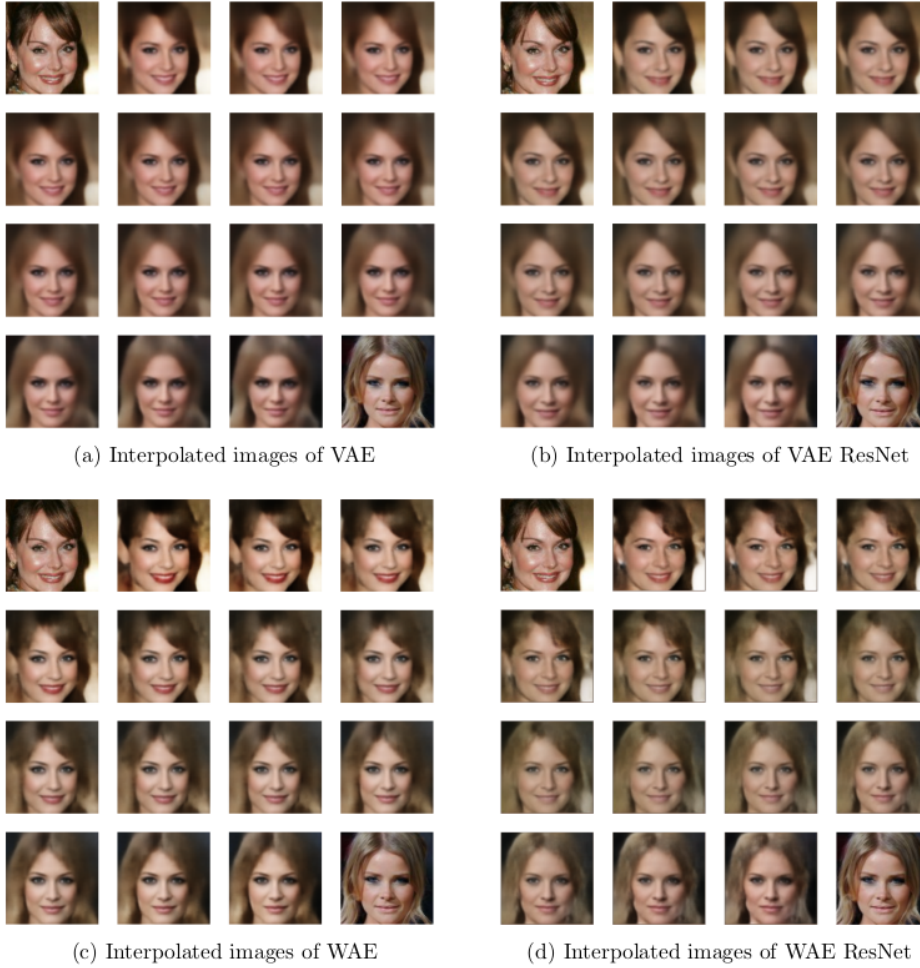 (a) Interpolated images of VAE
(b) Interpolated images of VAE ResNet
(c) Interpolated images of WAE
(d) Interpolated images of WAE ResNet